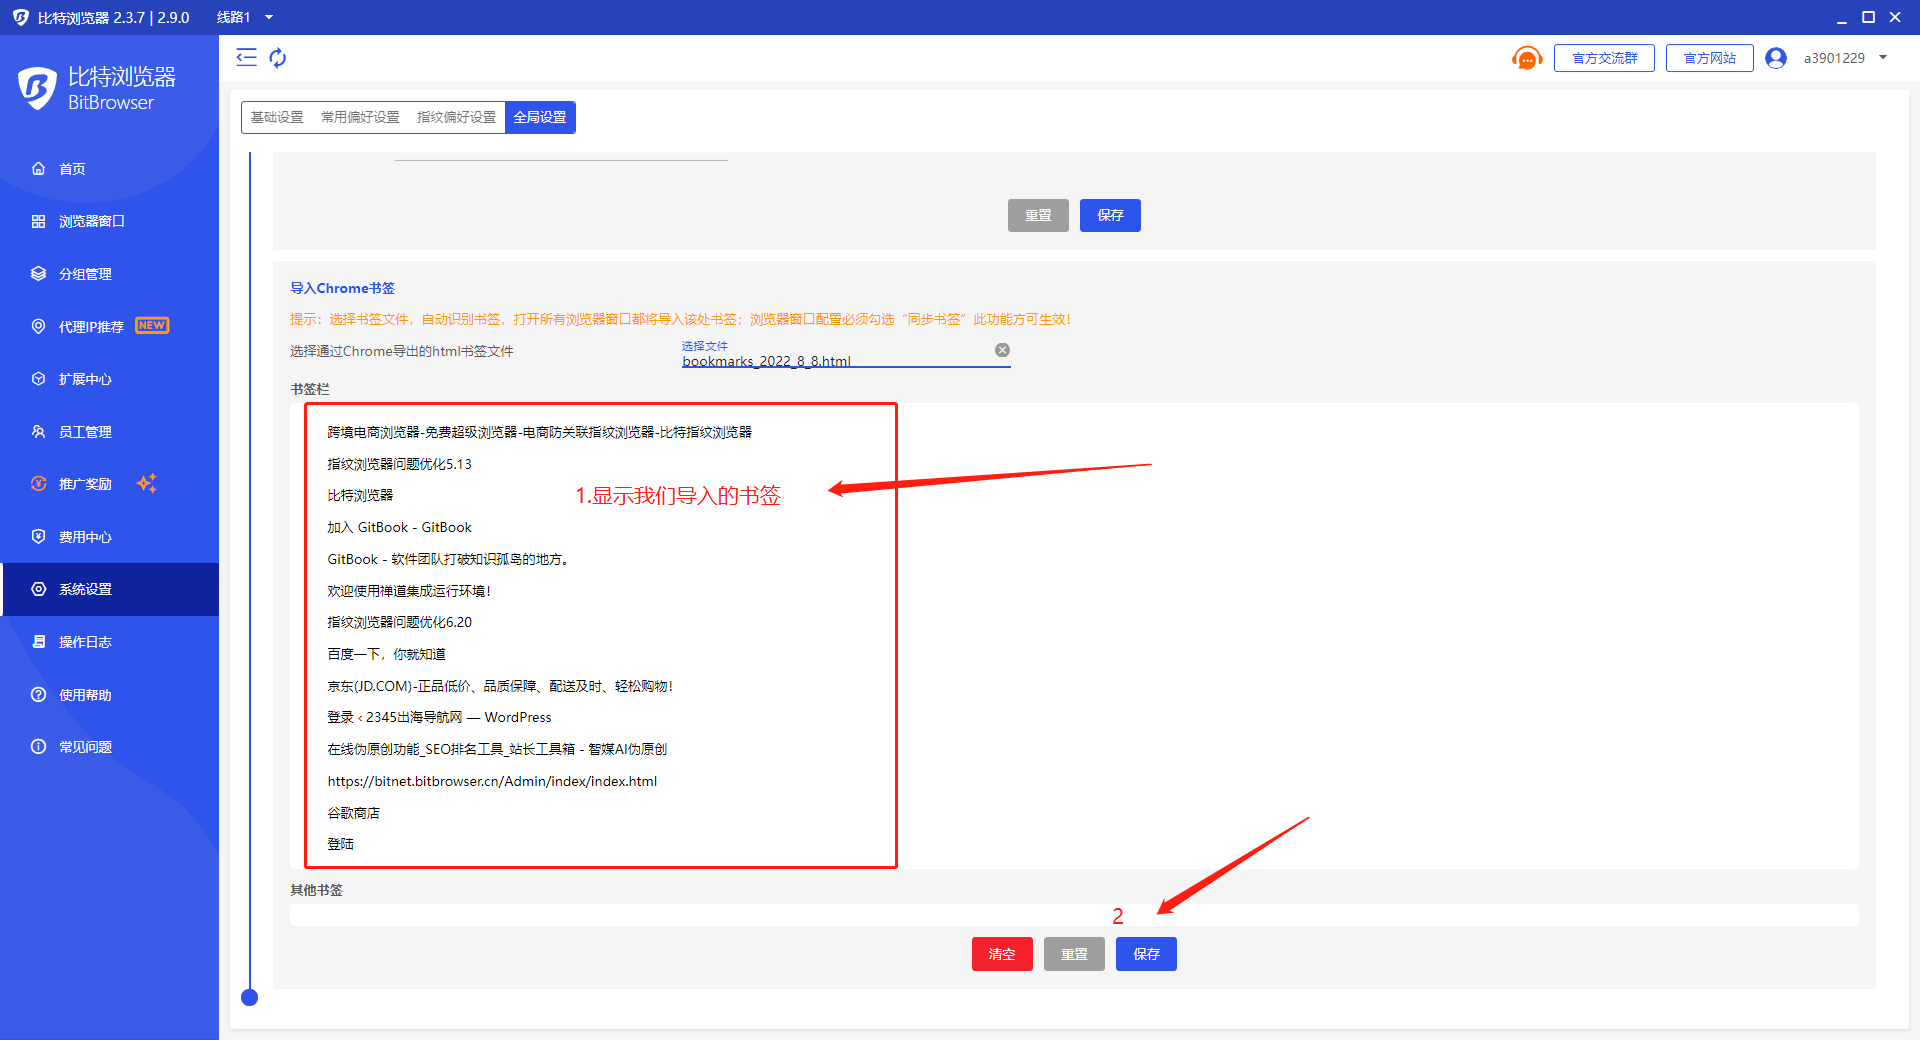 比特浏览器 2.3.7 | 2.9.0 线路1
比特浏览器
BitBrowser
官方交流群 官方网站 a3901229
首页
浏览器窗口
分组管理
代理IP推荐 NEW
扩展中心
员工管理
推广奖励
费用中心
系统设置
操作日志
使用帮助
常见问题
基础设置 常用偏好设置 指纹偏好设置 全局设置
重置 保存
导入Chrome书签
提示：选择书签文件，自动识别书签，打开所有浏览器窗口都将导入该处书签；浏览器窗口配置必须勾选“同步书签”此功能方可生效！
选择通过Chrome导出的html书签文件
选择文件
bookmarks_2022_8_8.html
书签栏
跨境电商浏览器-免费超级浏览器-电商防关联指纹浏览器-比特指纹浏览器
指纹浏览器问题优化5.13
比特浏览器
1.显示我们导入的书签
加入 GitBook - GitBook
GitBook - 软件团队打破知识孤岛的地方。
欢迎使用禅道集成运行环境！
指纹浏览器问题优化6.20
百度一下，你就知道
京东(JD.COM)-正品低价、品质保障、配送及时、轻松购物！
登录 ‹ 2345出海导航网 — WordPress
在线伪原创功能_SEO排名工具_站长工具箱 - 智媒AI伪原创
https://bitnet.bitbrowser.cn/Admin/index/index.html
谷歌商店
登陆
其他书签
2
清空 重置 保存